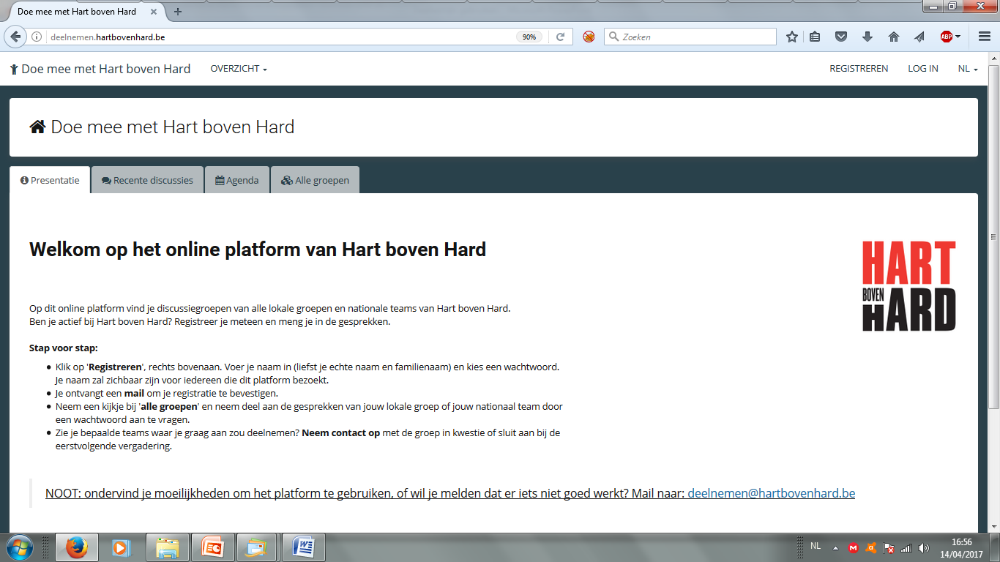 Doe mee met Hart boven Hard
deelnemen.hartbovenhard.be
90%
Zoeken
ABP
Doe mee met Hart boven Hard
OVERZICHT
REGISTREREN
LOG IN
NL
Doe mee met Hart boven Hard
Presentatie
Recente discussies
Agenda
Alle groepen
Welkom op het online platform van Hart boven Hard
HART
BOVEN
HARD
Op dit online platform vind je discussiegroepen van alle lokale groepen en nationale teams van Hart boven Hard.
Ben je actief bij Hart boven Hard? Registreer je meteen en meng je in de gesprekken.
Stap voor stap:
Klik op 'Registreren', rechts bovenaan. Voer je naam in (liefst je echte naam en familienaam) en kies een wachtwoord.
Je naam zal zichtbaar zijn voor iedereen die dit platform bezoekt.
Je ontvangt een mail om je registratie te bevestigen.
Neem een kijkje bij 'alle groepen' en neem deel aan de gesprekken van jouw lokale groep of jouw nationaal team door
een wachtwoord aan te vragen.
Zie je bepaalde teams waar je graag aan zou deelnemen? Neem contact op met de groep in kwestie of sluit aan bij de
eerstvolgende vergadering.
NOOT: ondervind je moeilijkheden om het platform te gebruiken, of wil je melden dat er iets niet goed werkt? Mail naar: deelnemen@hartbovenhard.be
NL
16:56
14/04/2017